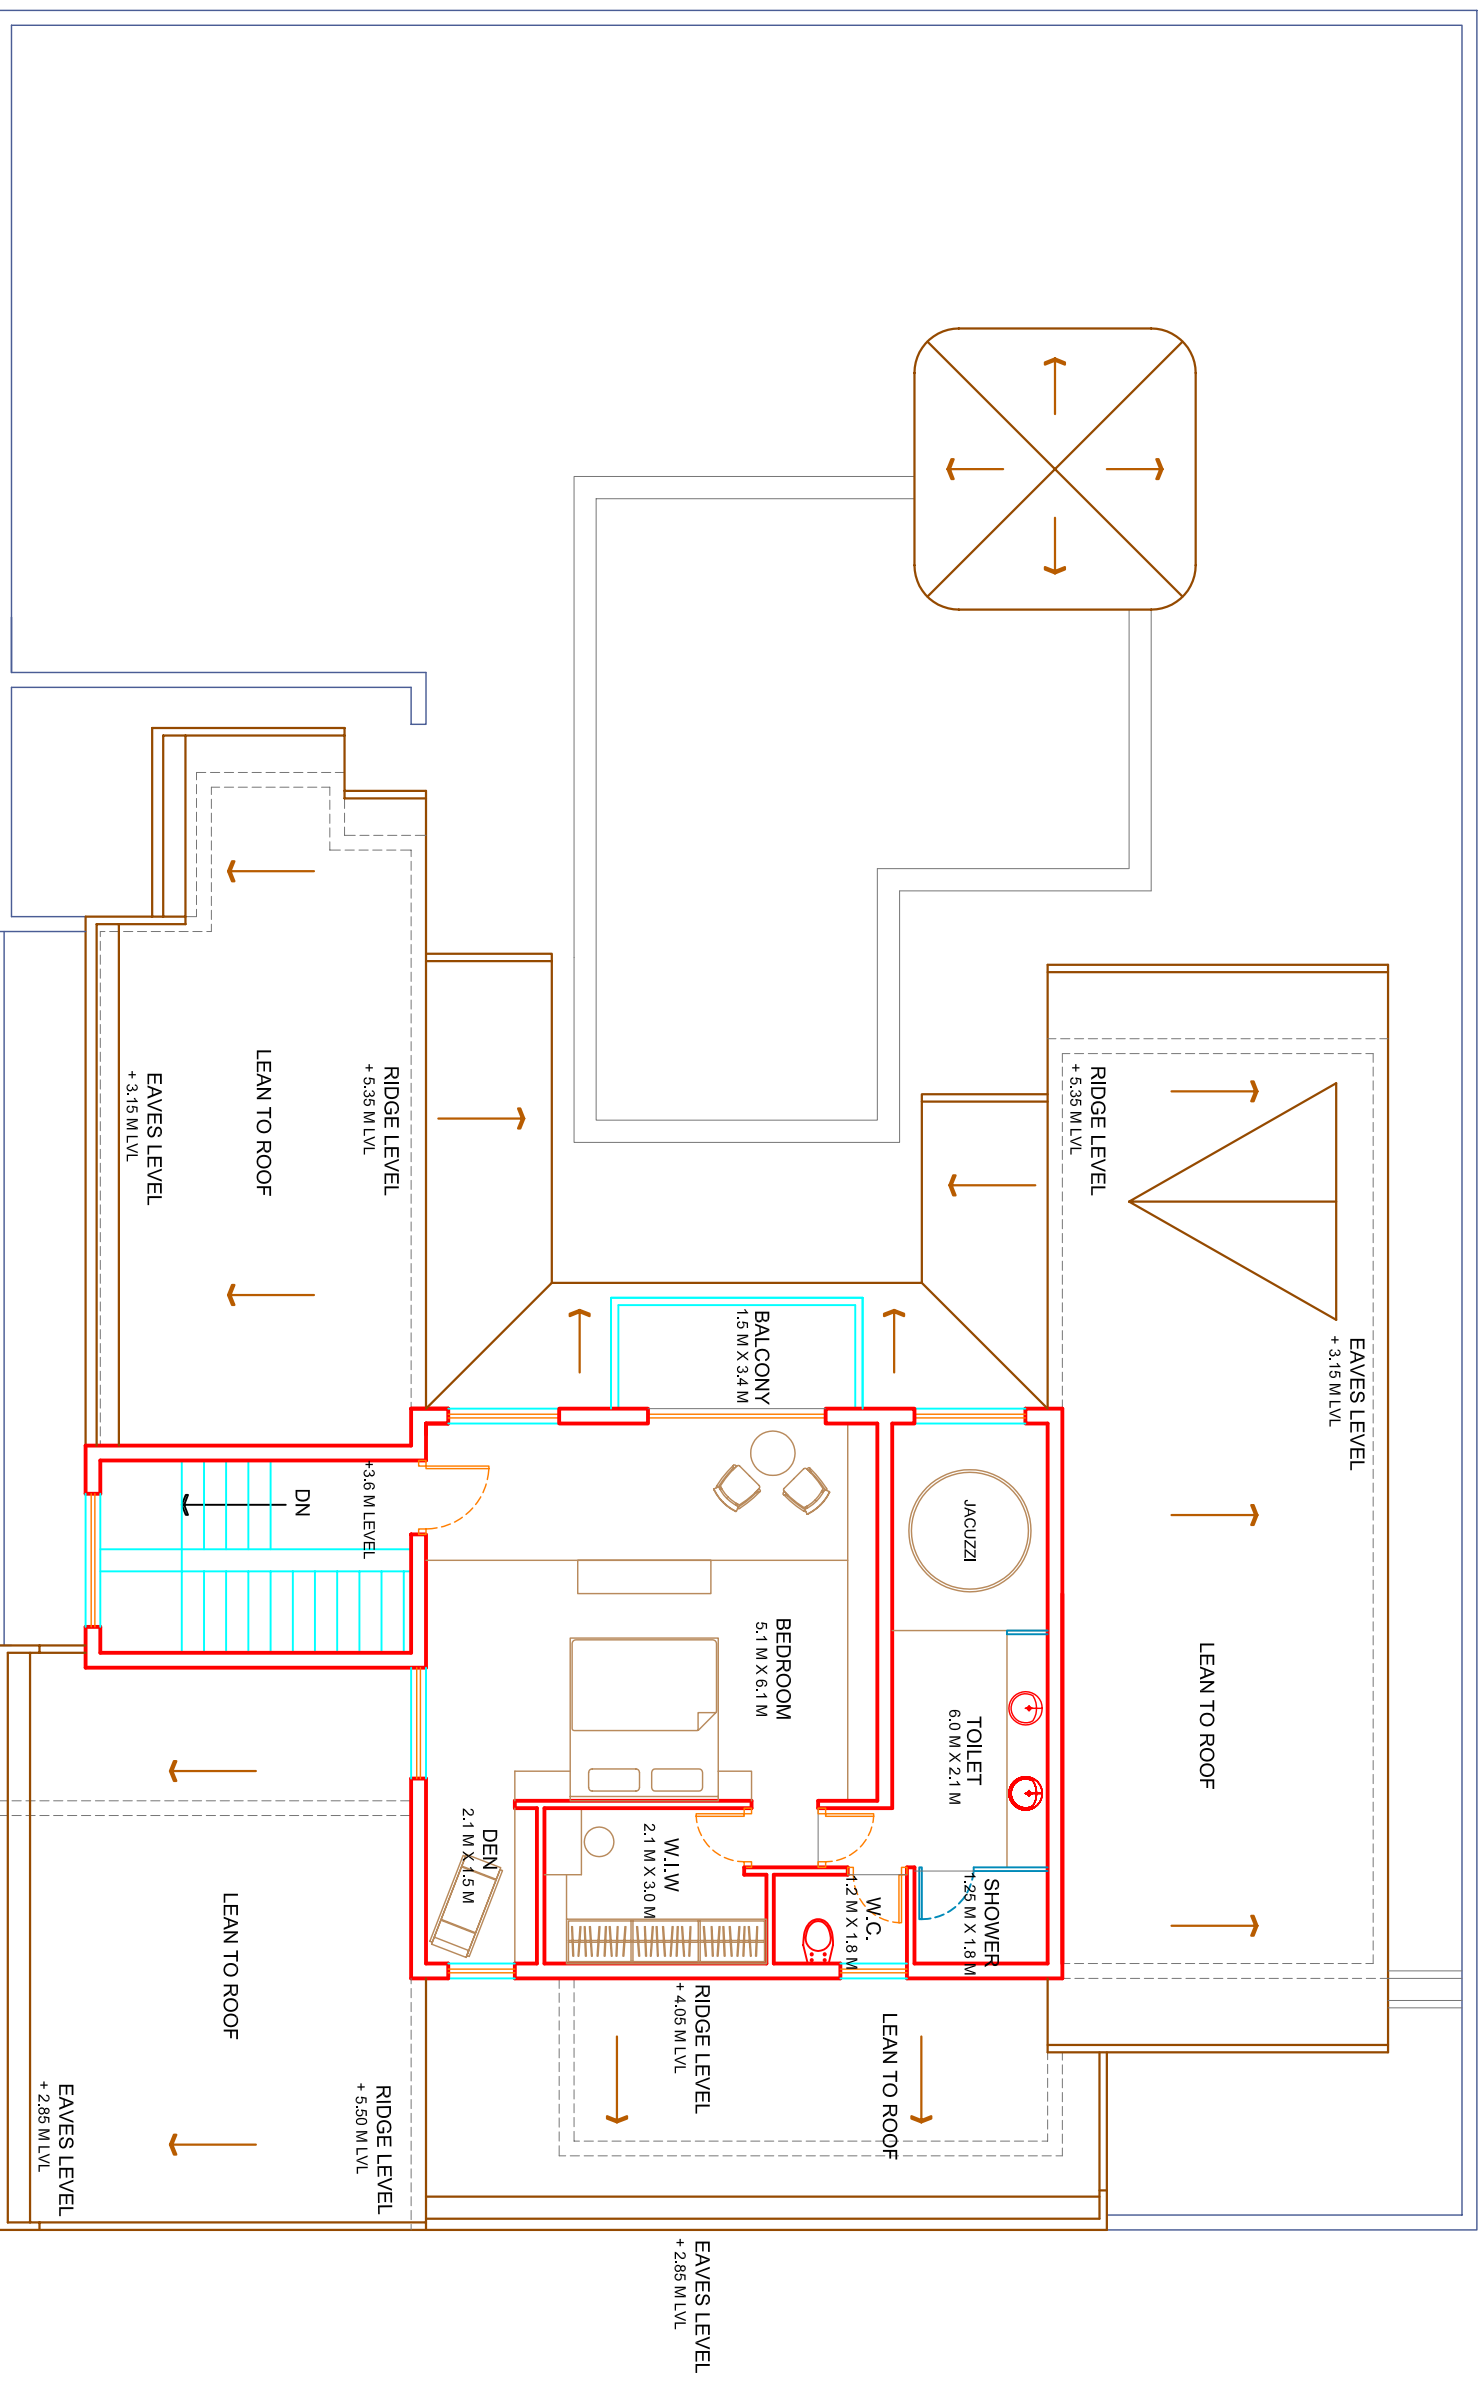 EAVES LEVEL
+ 3.15 M LVL
LEAN TO ROOF
RIDGE LEVEL
+ 5.35 M LVL
RIDGE LEVEL
+ 5.35 M LVL
EAVES LEVEL
+ 3.15 M LVL
LEAN TO ROOF
BALCONY
1.5 M X 3.4 M
JACUZZI
DN
+3.6 M LEVEL
BEDROOM
5.1 M X 6.1 M
TOILET
6.0 M X 2.1 M
DEN
2.1 M X 1.5 M
W.I.W
2.1 M X 3.0 M
W.C.
1.2 M X 1.8 M
SHOWER
1.25 M X 1.8 M
LEAN TO ROOF
RIDGE LEVEL
+ 4.05 M LVL
LEAN TO ROOF
EAVES LEVEL
+ 2.85 M LVL
RIDGE LEVEL
+ 5.50 M LVL
EAVES LEVEL
+ 2.85 M LVL